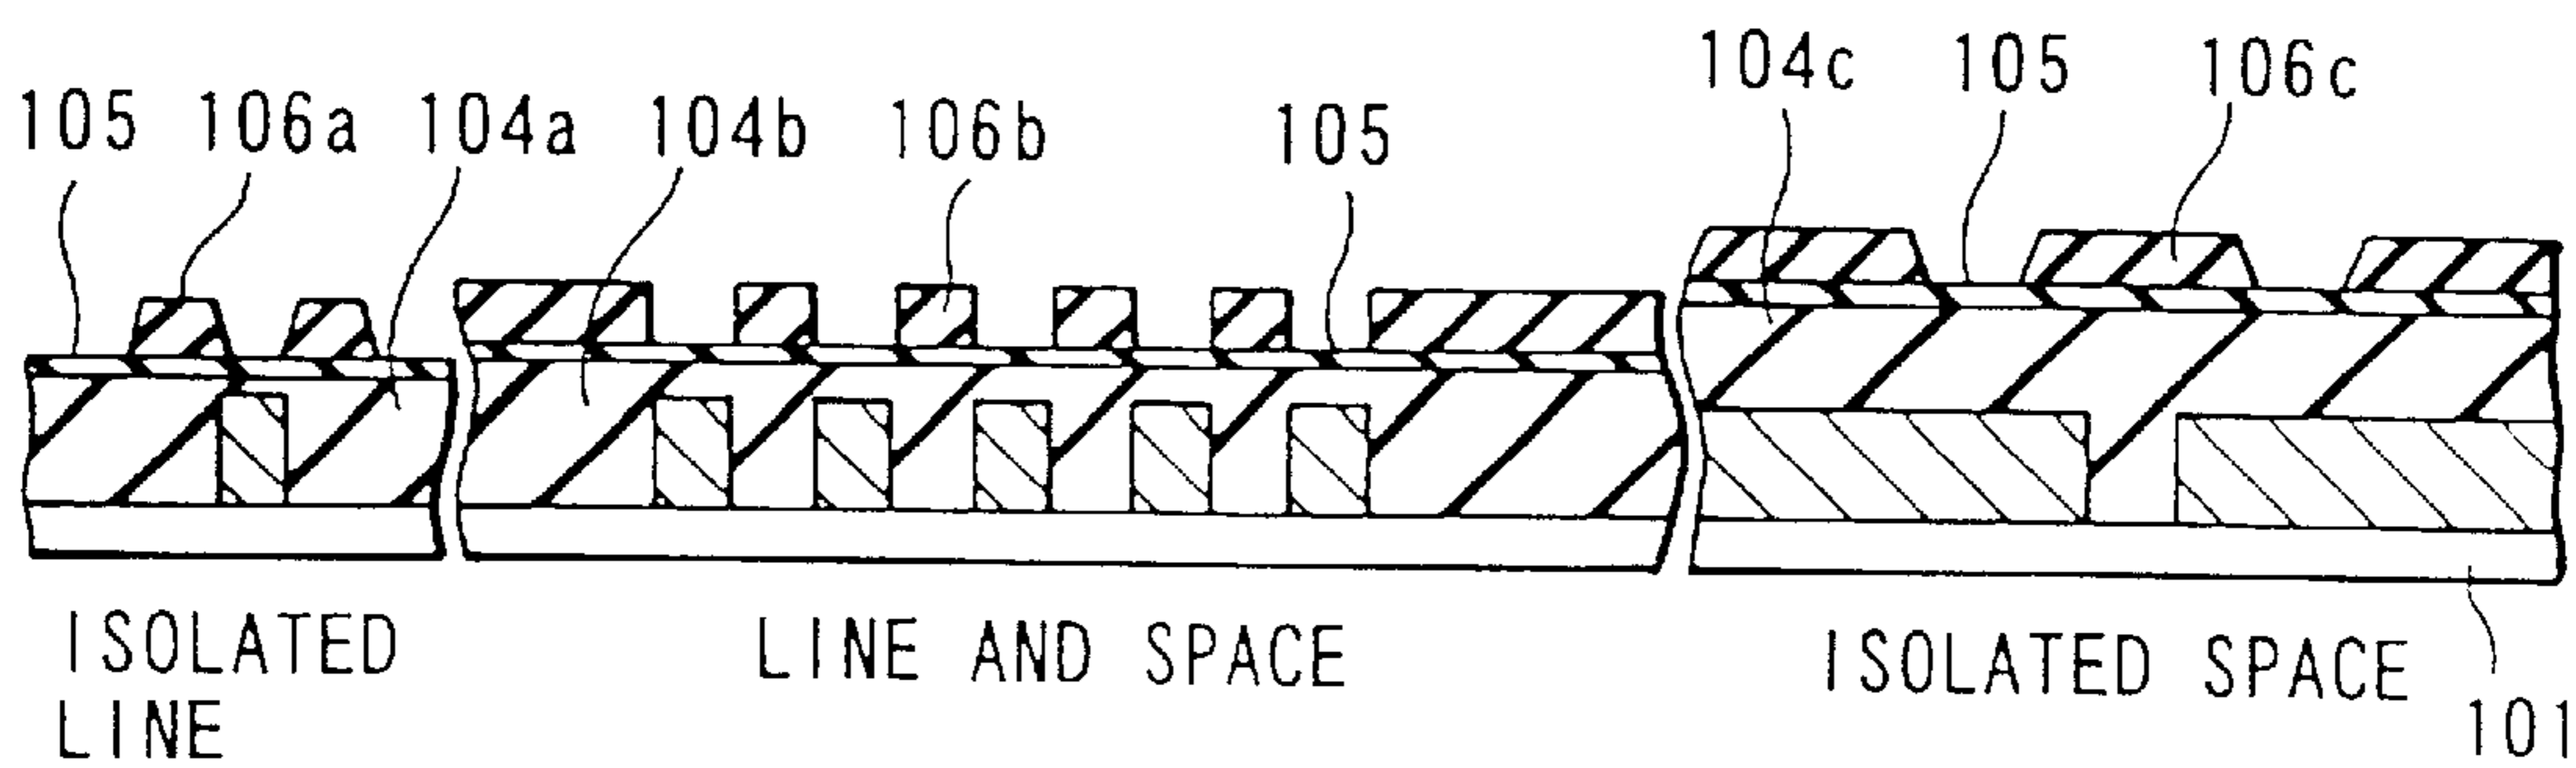 105 106a 104a 104b 106b 105 104c 105 106c
ISOLATED LINE
LINE AND SPACE
ISOLATED SPACE
101